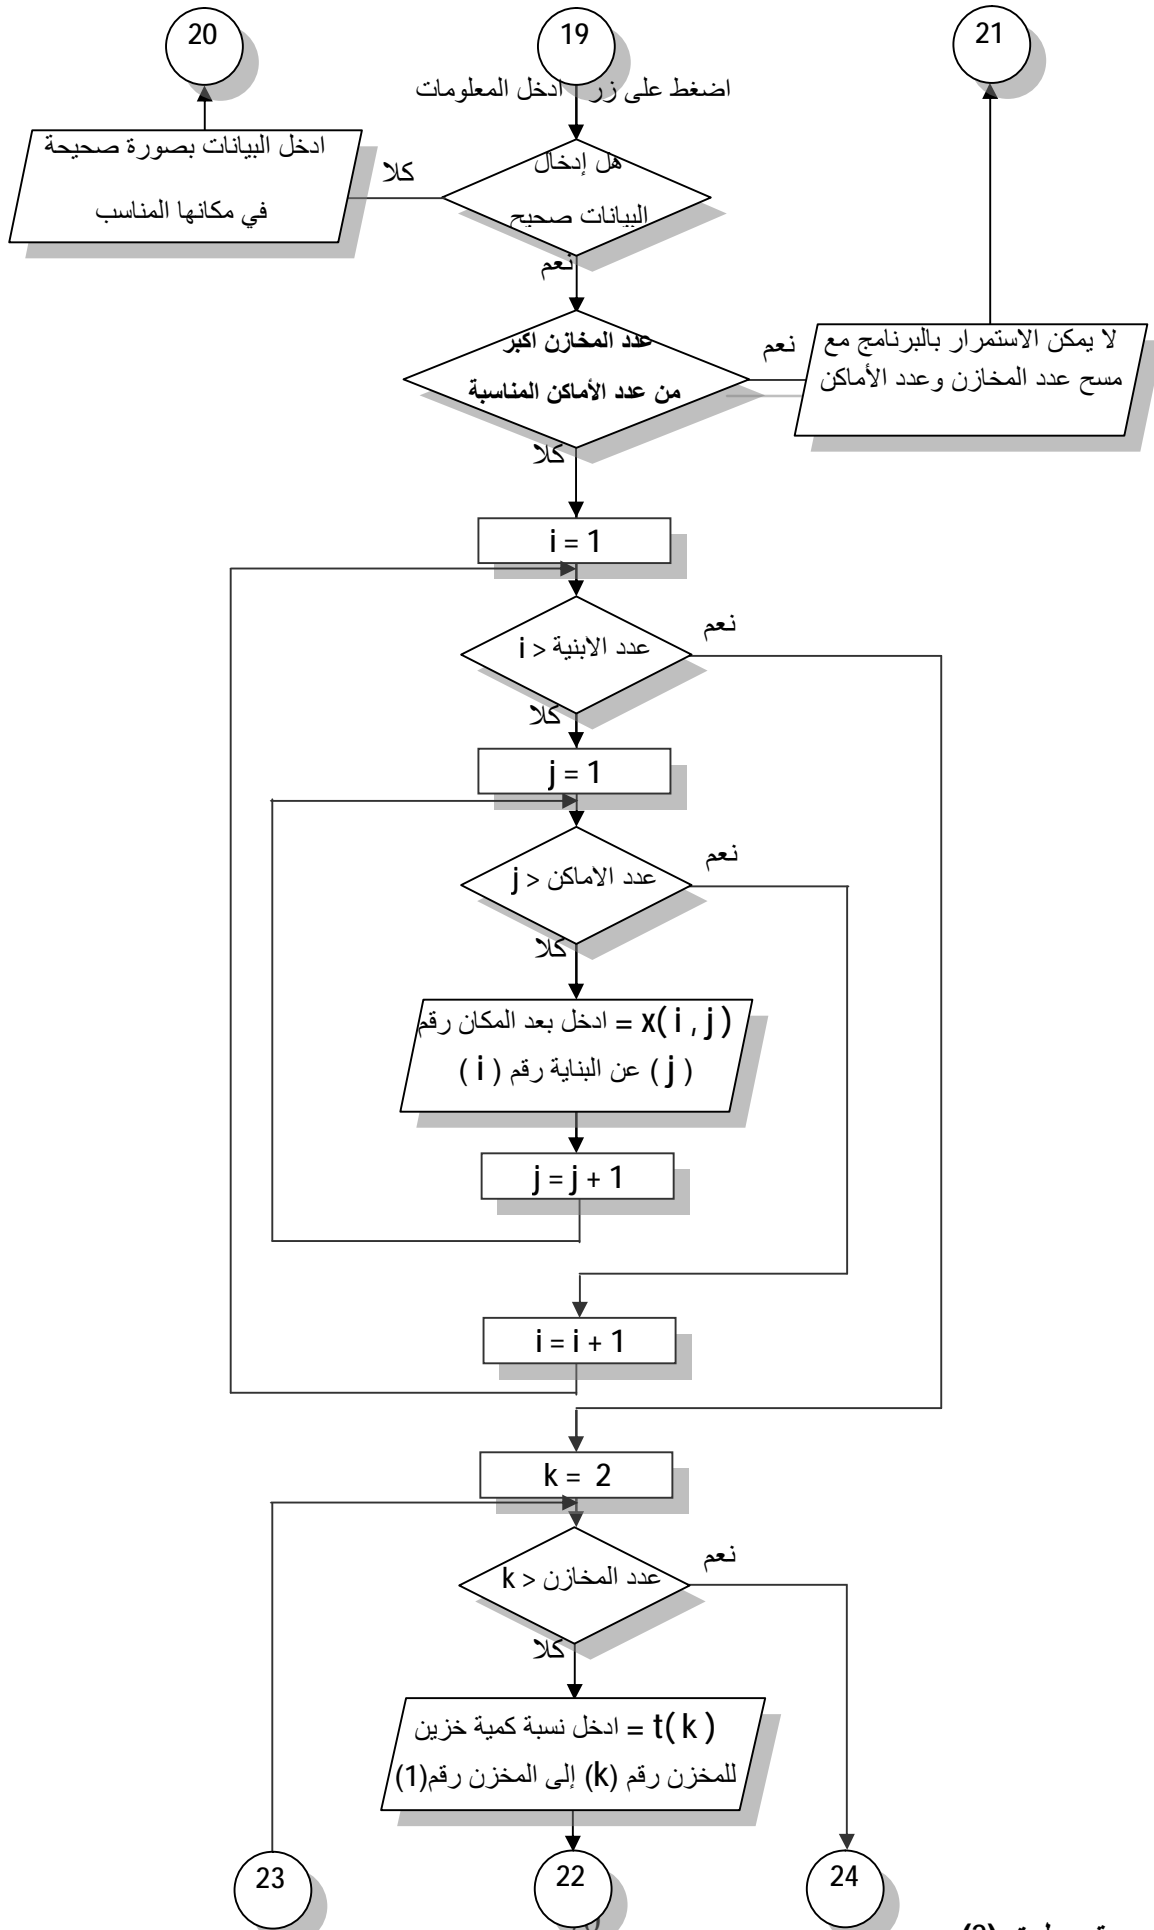 20
19
21
اضغط على زر ادخل المعلومات
ادخل البيانات بصورة صحيحة
في مكانها المناسب
كلا
هل إدخال
البيانات صحيح
نعم
عدد المخازن اكبر
من عدد الأماكن المناسبة
نعم
لا يمكن الاستمرار بالبرنامج مع
مسح عدد المخازن وعدد الأماكن
كلا
i = 1
عدد الابنية < i
نعم
كلا
j = 1
عدد الاماكن < j
نعم
كلا
x( i , j ) = ادخل بعد المكان رقم
( j ) عن البناية رقم ( i )
j = j + 1
i = i + 1
k = 2
عدد المخازن < k
نعم
كلا
t( k ) = ادخل نسبة كمية خزين
للمخزن رقم (k) إلى المخزن رقم(1)
23
22
24
(2)